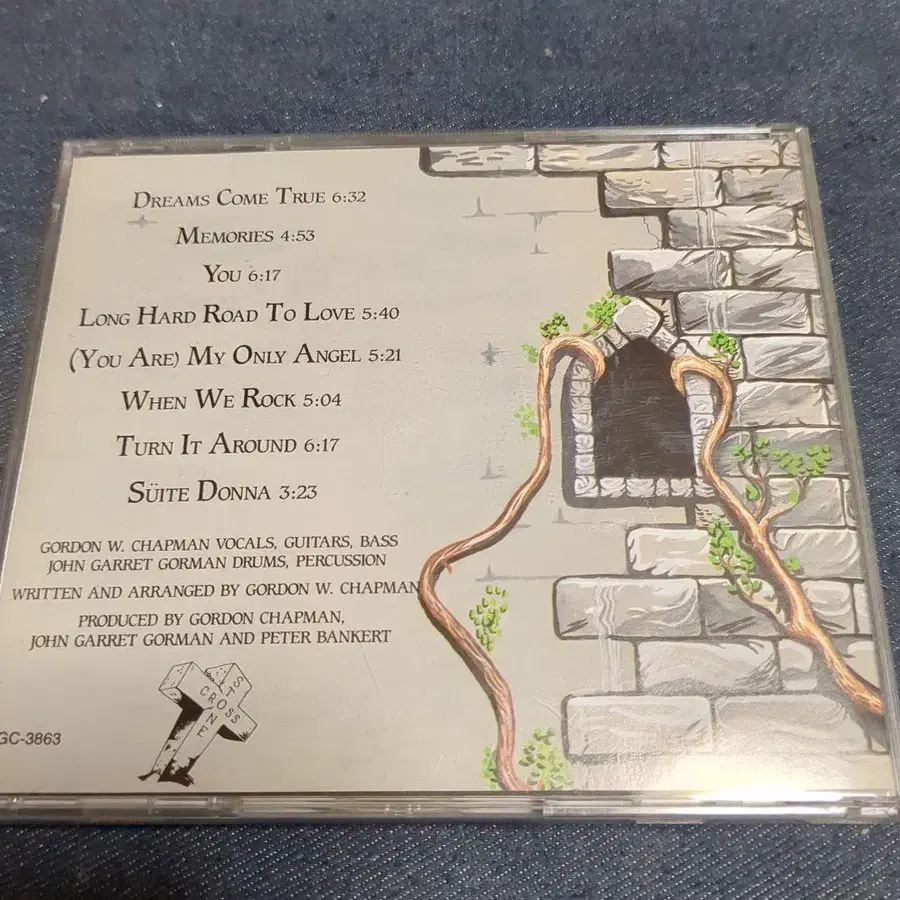 DREAMS COME TRUE 6:32
MEMORIES 4:53
YOU 6:17
LONG HARD ROAD TO LOVE 5:40
(YOU ARE) MY ONLY ANGEL 5:21
WHEN WE ROCK 5:04
TURN IT AROUND 6:17
SÜITE DONNA 3:23
GORDON W. CHAPMAN VOCALS, GUITARS, BASS
JOHN GARRET GORMAN DRUMS, PERCUSSION
WRITTEN AND ARRANGED BY GORDON W. CHAPMAN
PRODUCED BY GORDON CHAPMAN,
JOHN GARRET GORMAN AND PETER BANKERT
CROSS
STONE
GC-3863